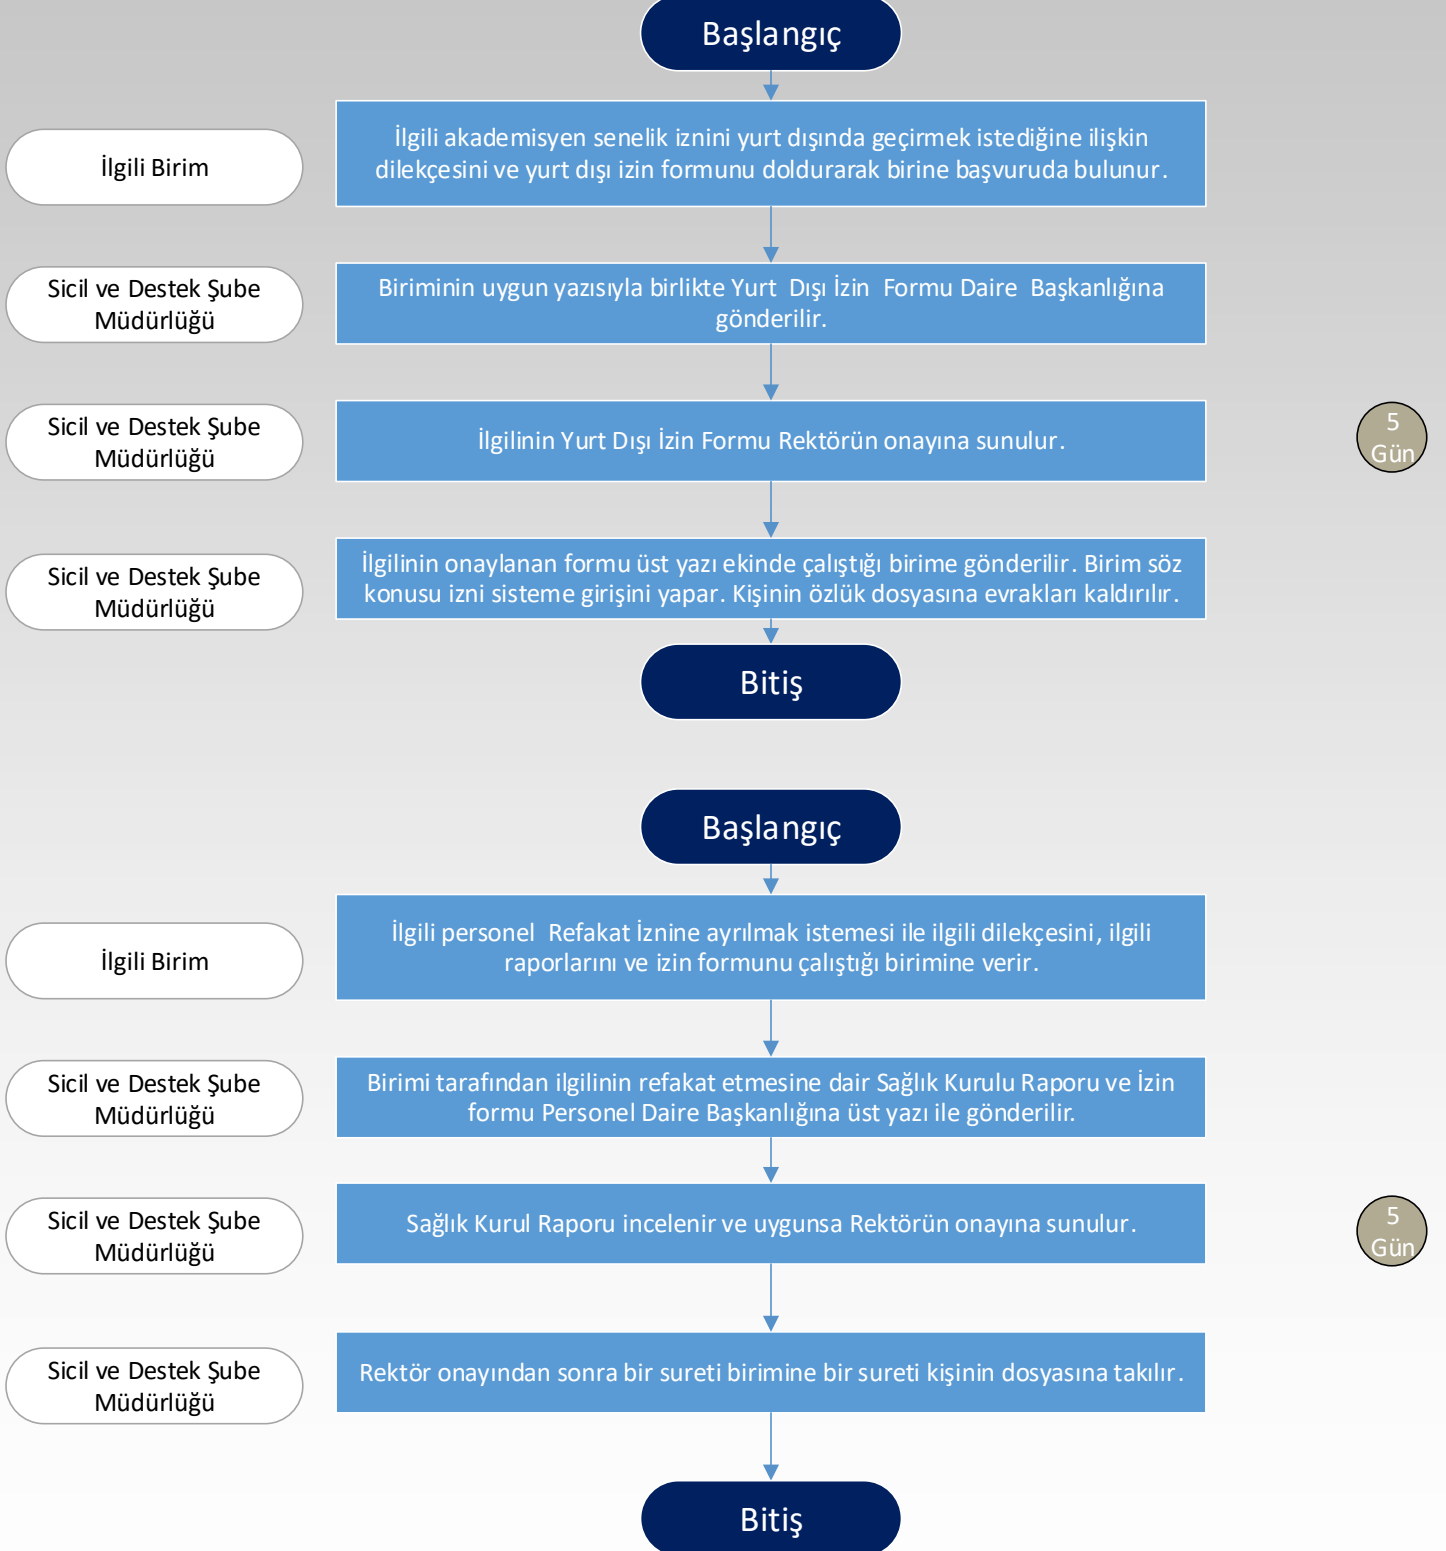 Başlangıç
İlgili Birim
İlgili akademisyen senelik iznini yurt dışında geçirmek istediğine ilişkin
dilekçesini ve yurt dışı izin formunu doldurarak birine başvuruda bulunur.
Sicil ve Destek Şube
Müdürlüğü
Biriminin uygun yazısıyla birlikte Yurt Dışı İzin Formu Daire Başkanlığına
gönderilir.
Sicil ve Destek Şube
Müdürlüğü
İlgilinin Yurt Dışı İzin Formu Rektörün onayına sunulur.
5
Gün
Sicil ve Destek Şube
Müdürlüğü
İlgilinin onaylanan formu üst yazı ekinde çalıştığı birime gönderilir. Birim söz
konusu izni sisteme girişini yapar. Kişinin özlük dosyasına evrakları kaldırılır.
Bitiş
Başlangıç
İlgili Birim
İlgili personel Refakat İznine ayrılmak istemesi ile ilgili dilekçesini, ilgili
raporlarını ve izin formunu çalıştığı birimine verir.
Sicil ve Destek Şube
Müdürlüğü
Birimi tarafından ilgilinin refakat etmesine dair Sağlık Kurulu Raporu ve İzin
formu Personel Daire Başkanlığına üst yazı ile gönderilir.
Sicil ve Destek Şube
Müdürlüğü
Sağlık Kurul Raporu incelenir ve uygunsa Rektörün onayına sunulur.
5
Gün
Sicil ve Destek Şube
Müdürlüğü
Rektör onayından sonra bir sureti birimine bir sureti kişinin dosyasına takılır.
Bitiş